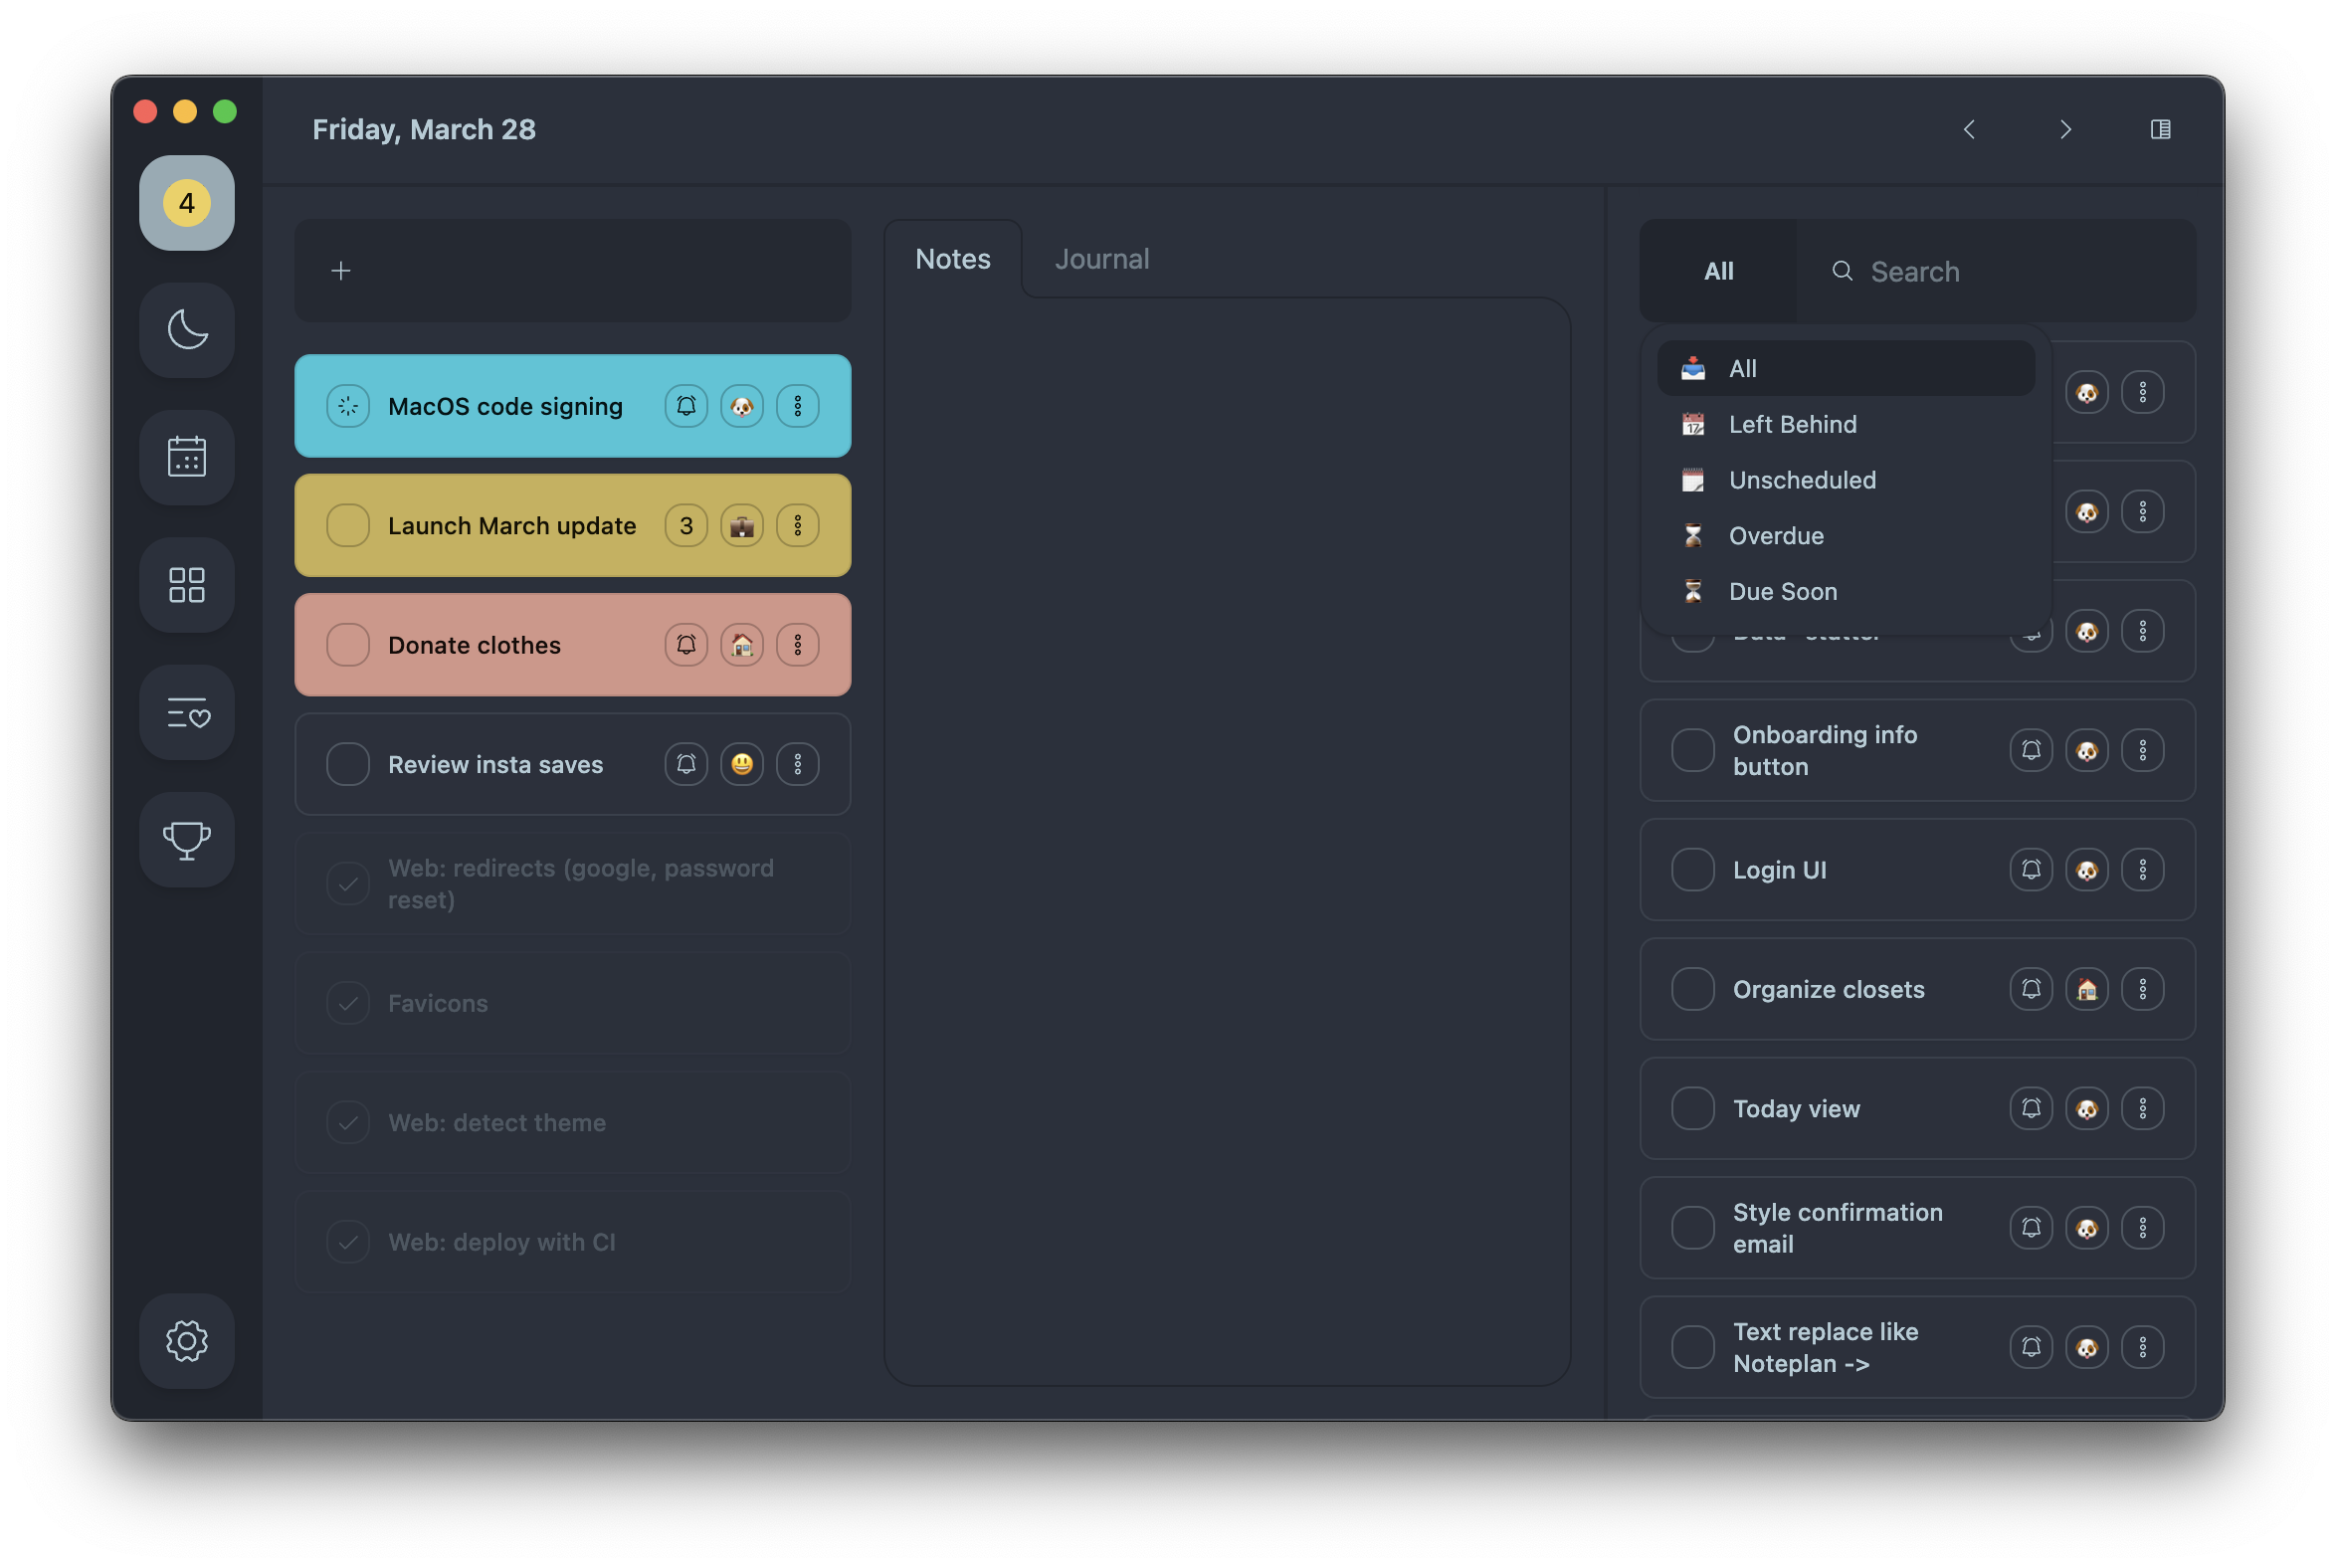 Friday, March 28
4
Notes
Journal
All
Search
MacOS code signing
Launch March update
3
Donate clothes
Review insta saves
Web: redirects (google, password
reset)
Favicons
Web: detect theme
Web: deploy with CI
All
Left Behind
17
Unscheduled
Overdue
Due Soon
Onboarding info
button
Login UI
Organize closets
Today view
Style confirmation
email
Text replace like
Noteplan ->